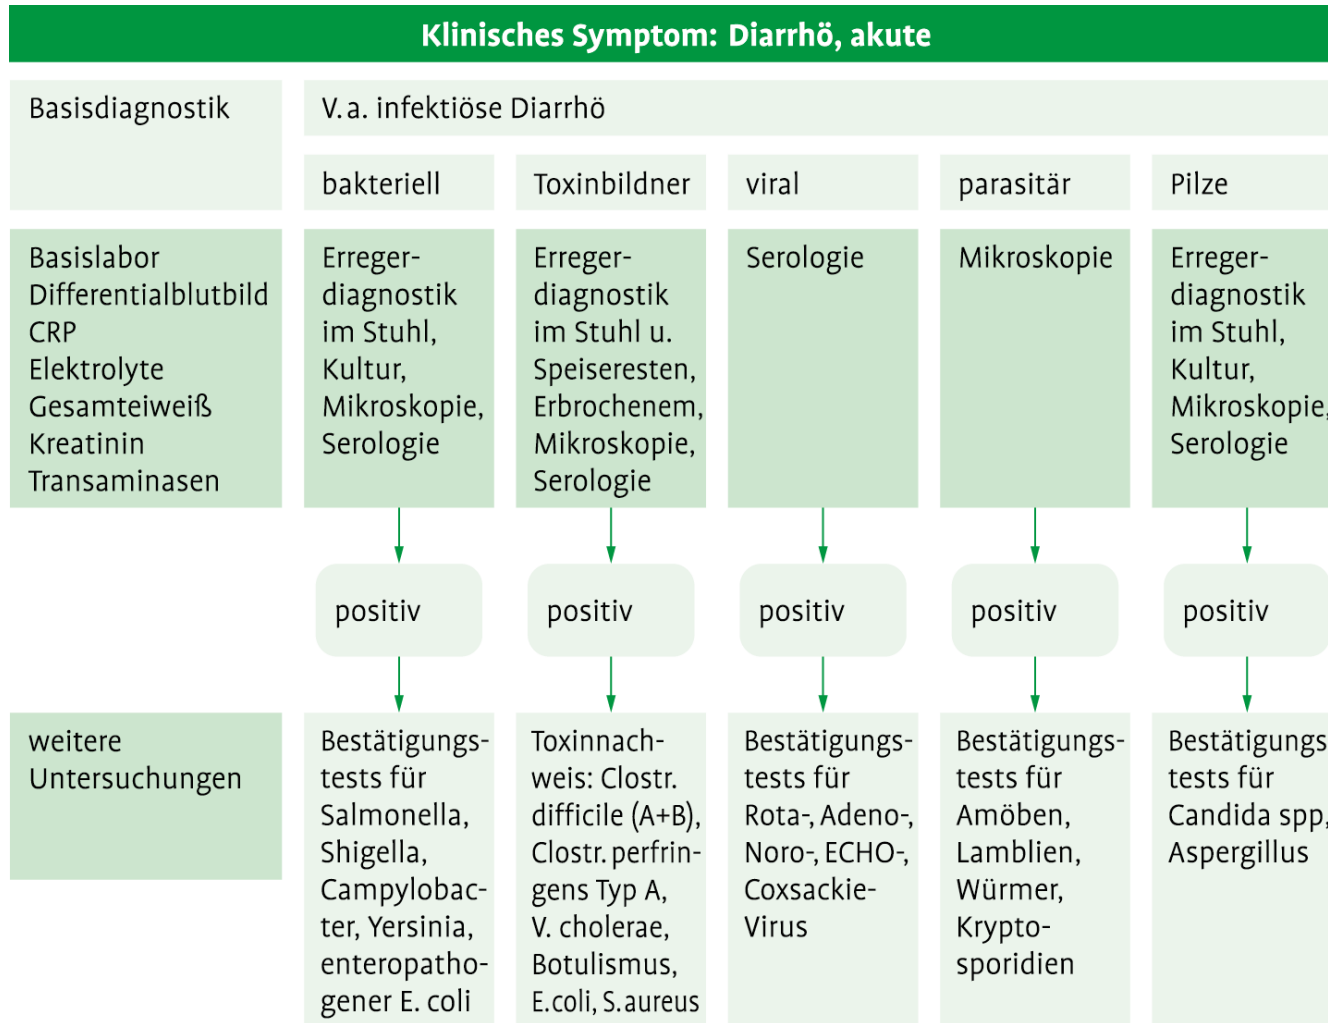 Klinisches Symptom: Diarrhö, akute
Basisdiagnostik
V. a. infektiöse Diarrhö
bakteriell
Toxinbildner
viral
parasitär
Pilze
Basislabor
Differentialblutbild
CRP
Elektrolyte
Gesamteiweiß
Kreatinin
Transaminasen
Erreger-
diagnostik
im Stuhl,
Kultur,
Mikroskopie,
Serologie
Erreger-
diagnostik
im Stuhl u.
Speiseresten,
Erbrochenem,
Mikroskopie,
Serologie
Serologie
Mikroskopie
Erreger-
diagnostik
im Stuhl,
Kultur,
Mikroskopie,
Serologie
positiv
positiv
positiv
positiv
positiv
weitere
Untersuchungen
Bestätigungs-
tests für
Salmonella,
Shigella,
Campylobac-
ter, Yersinia,
enteropatho-
gener E. coli
Toxinnach-
weis: Clostr.
difficile (A+B),
Clostr. perfrin-
gens Typ A,
V. cholerae,
Botulismus,
E. coli, S. aureus
Bestätigungs-
tests für
Rota-, Adeno-,
Noro-, ECHO-,
Coxsackie-
Virus
Bestätigungs-
tests für
Amöben,
Lamblien,
Würmer,
Krypto-
sporidien
Bestätigungs
tests für
Candida spp,
Aspergillus